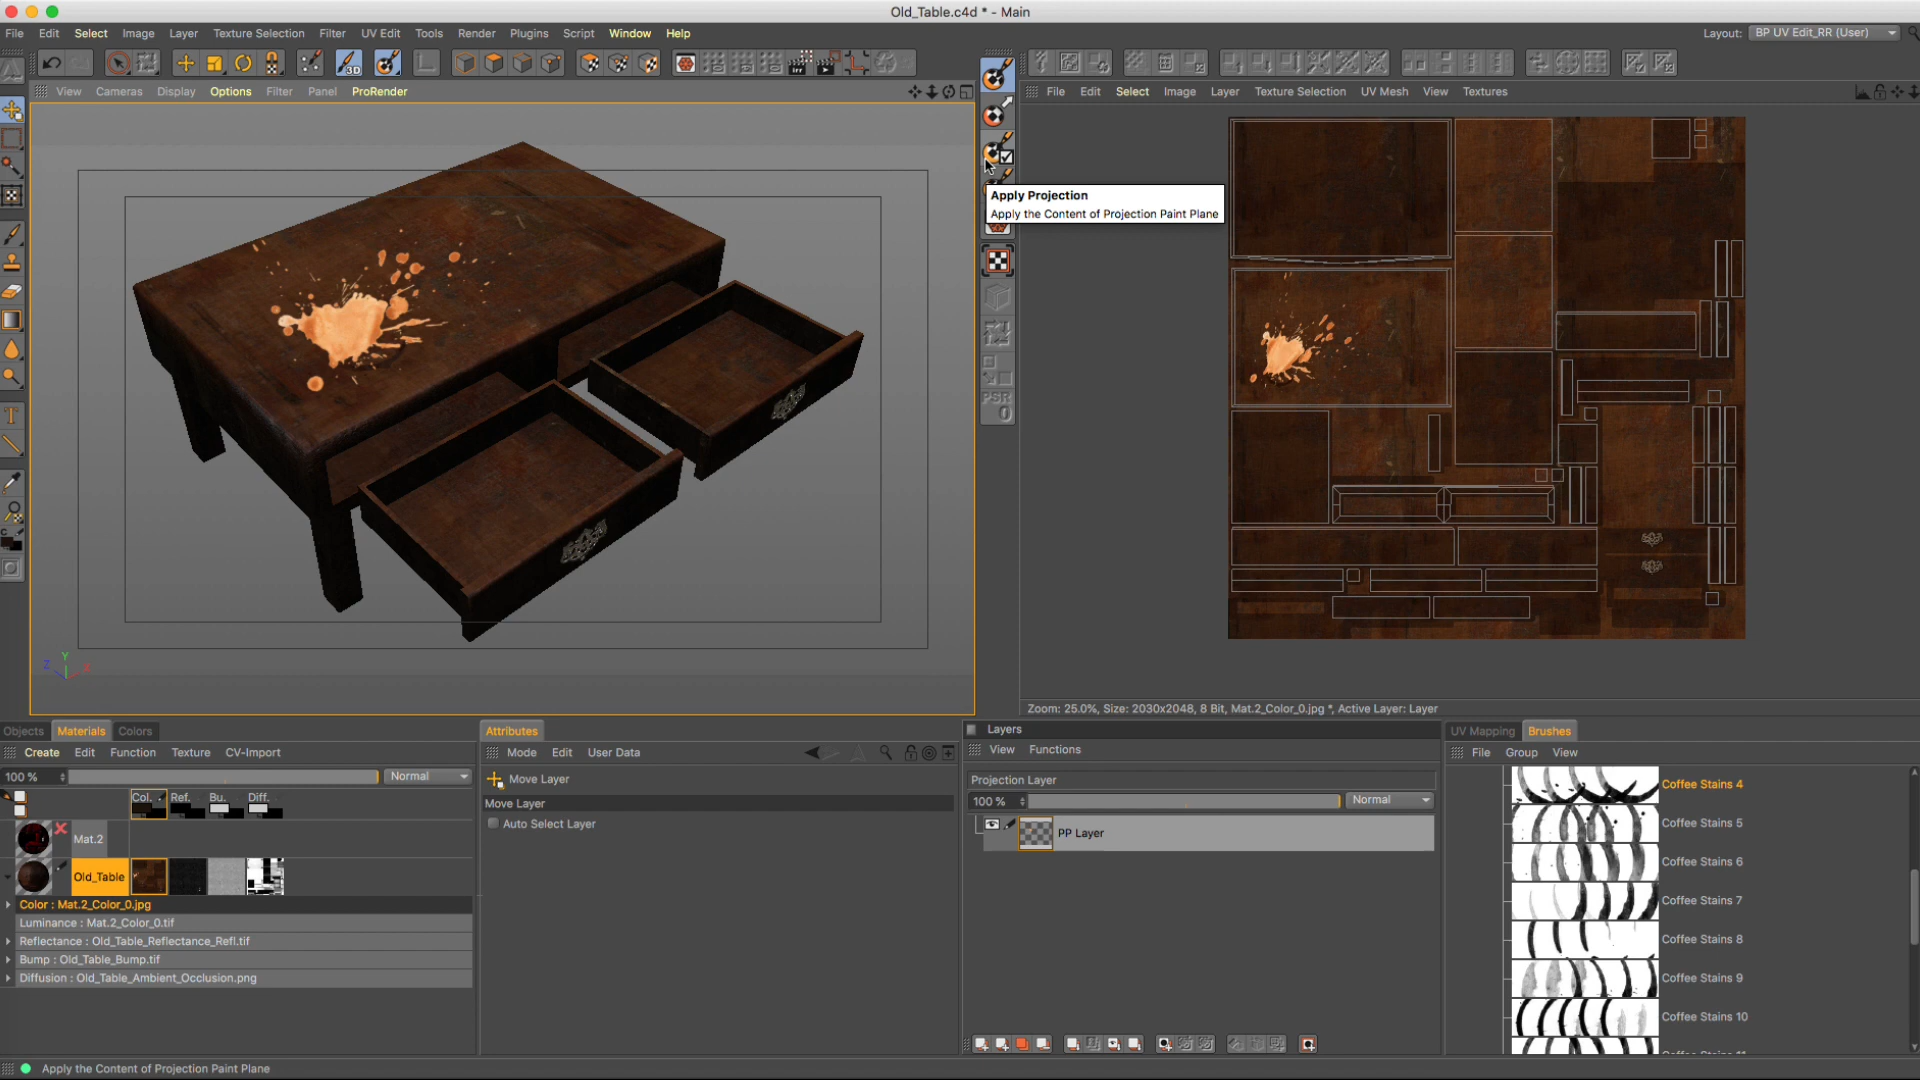 Old_Table.c4d * - Main
File Edit Select Image Layer Texture Selection Filter UV Edit Tools Render Plugins Script Window Help
Layout: BP UV Edit_RR (User)
View Cameras Display Options Filter Panel ProRender
File Edit Select Image Layer Texture Selection UV Mesh View Textures
3D
Apply Projection
Apply the Content of Projection Paint Plane
PSR
0
Z Y X
Zoom: 25.0%, Size: 2030x2048, 8 Bit, Mat.2_Color_0.jpg *, Active Layer: Layer
Objects Materials Colors
Create Edit Function Texture CV-Import
100 % Normal
Col. Ref. Bu. Diff.
Mat.2
Old_Table
Color : Mat.2_Color_0.jpg
Luminance : Mat.2_Color_0.tif
Reflectance : Old_Table_Reflectance_Refl.tif
Bump : Old_Table_Bump.tif
Diffusion : Old_Table_Ambient_Occlusion.png
Attributes
Mode Edit User Data
Move Layer
Move Layer
Auto Select Layer
Layers
View Functions
Projection Layer
100 % Normal
PP Layer
UV Mapping Brushes
File Group View
Coffee Stains 4
Coffee Stains 5
Coffee Stains 6
Coffee Stains 7
Coffee Stains 8
Coffee Stains 9
Coffee Stains 10
Apply the Content of Projection Paint Plane